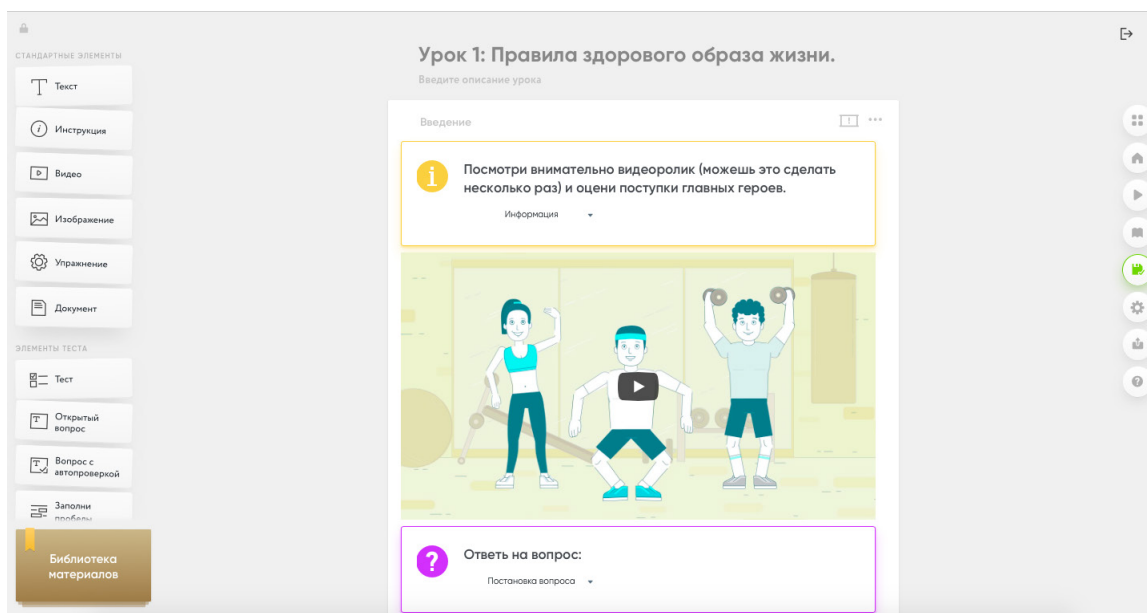 СТАНДАРТНЫЕ ЭЛЕМЕНТЫ
Текст
Инструкция
Видео
Изображение
Упражнение
Документ
ЭЛЕМЕНТЫ ТЕСТА
Тест
Открытый
вопрос
Вопрос с
автопроверкой
Заполни
пробелы
Библиотека
материалов
Урок 1: Правила здорового образа жизни.
Введите описание урока
Введение
Посмотри внимательно видеоролик (можешь это сделать
несколько раз) и оцени поступки главных героев.
Информация
Ответь на вопрос:
Постановка вопроса